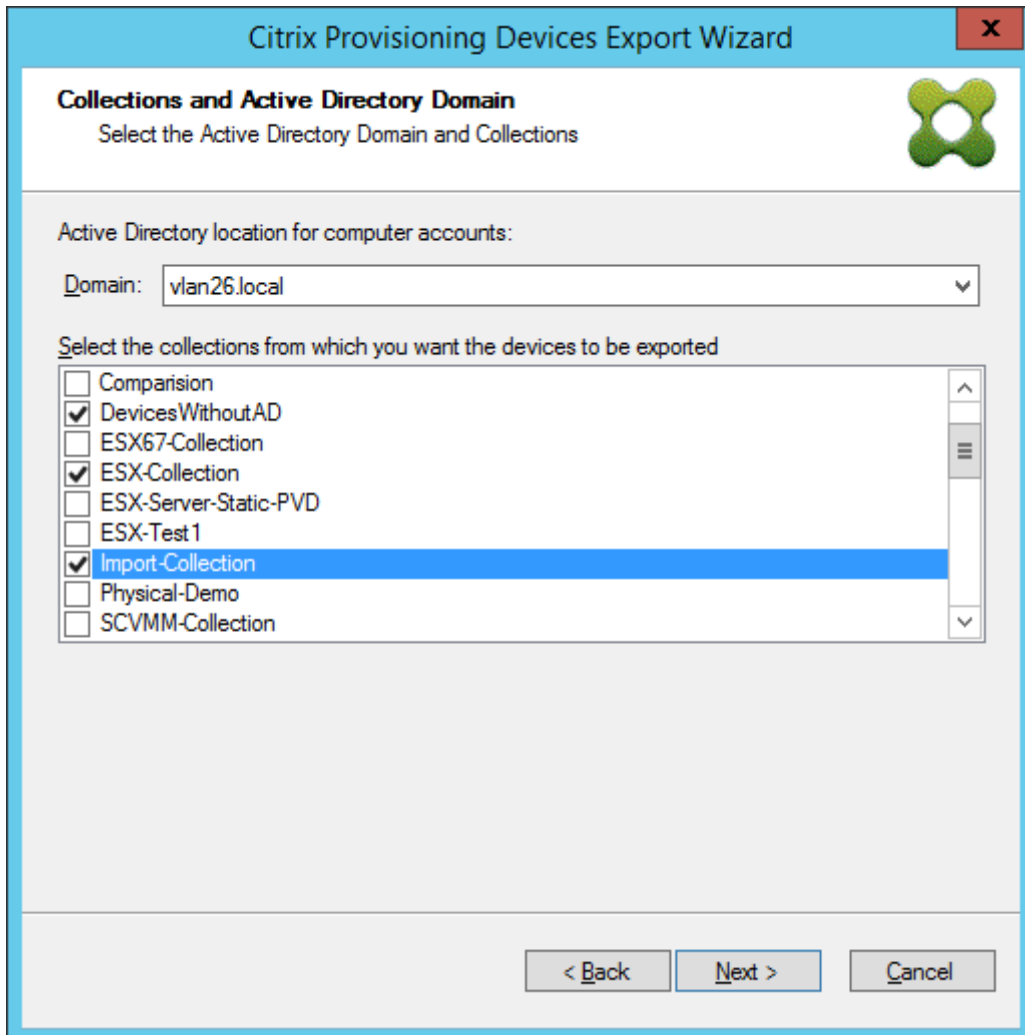 Citrix Provisioning Devices Export Wizard
x
Collections and Active Directory Domain
Select the Active Directory Domain and Collections
Active Directory location for computer accounts:
Domain: vlan26.local
Select the collections from which you want the devices to be exported
Comparision
DevicesWithoutAD
ESX67-Collection
ESX-Collection
ESX-Server-Static-PVD
ESX-Test1
Import-Collection
Physical-Demo
SCVMM-Collection
< Back Next > Cancel